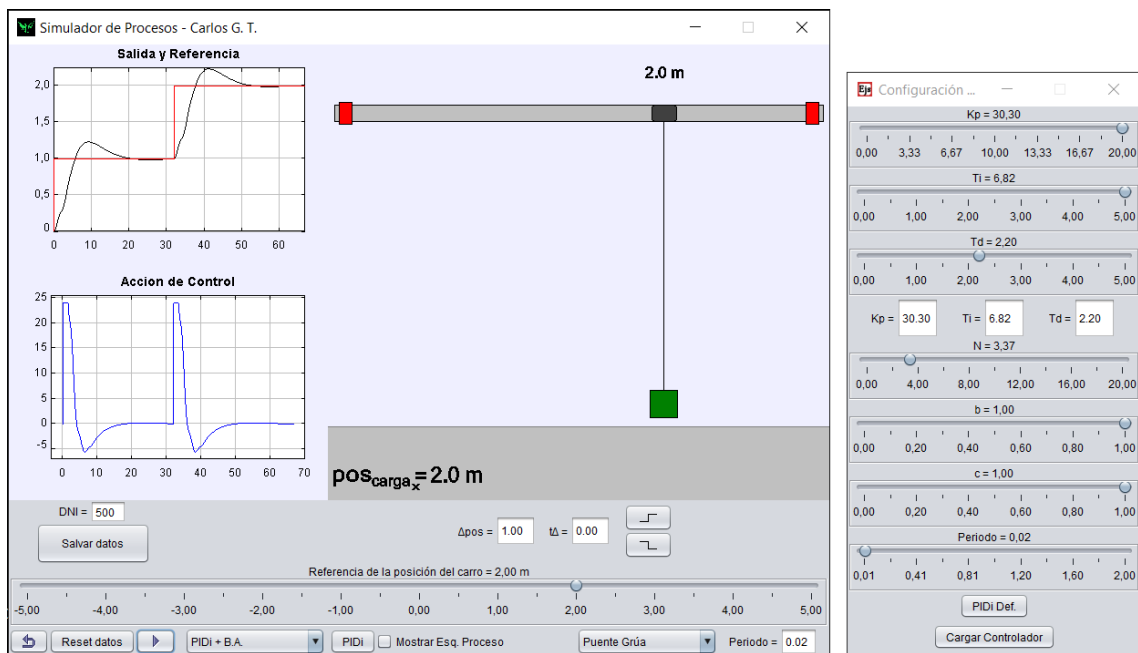 Simulador de Procesos - Carlos G. T.
Salida y Referencia
2,0
1,5
1,0
0,5
0
0 10 20 30 40 50 60
Accion de Control
25
20
15
10
5
0
-5
0 10 20 30 40 50 60 70
2.0 m
pos carga x = 2.0 m
DNI = 500
Salvar datos
Δpos = 1.00 tΔ = 0.00
Referencia de la posición del carro = 2,00 m
-5,00 -4,00 -3,00 -2,00 -1,00 0,00 1,00 2,00 3,00 4,00 5,00
Reset datos PIDi + B.A. PIDi Mostrar Esq. Proceso Puente Grúa Periodo = 0.02
Ejs Configuración ...
Kp = 30,30
0,00 3,33 6,67 10,00 13,33 16,67 20,00
Ti = 6,82
0,00 1,00 2,00 3,00 4,00 5,00
Td = 2,20
0,00 1,00 2,00 3,00 4,00 5,00
Kp = 30.30 Ti = 6.82 Td = 2.20
N = 3,37
0,00 4,00 8,00 12,00 16,00 20,00
b = 1,00
0,00 0,20 0,40 0,60 0,80 1,00
c = 1,00
0,00 0,20 0,40 0,60 0,80 1,00
Periodo = 0,02
0,01 0,41 0,81 1,20 1,60 2,00
PIDi Def.
Cargar Controlador